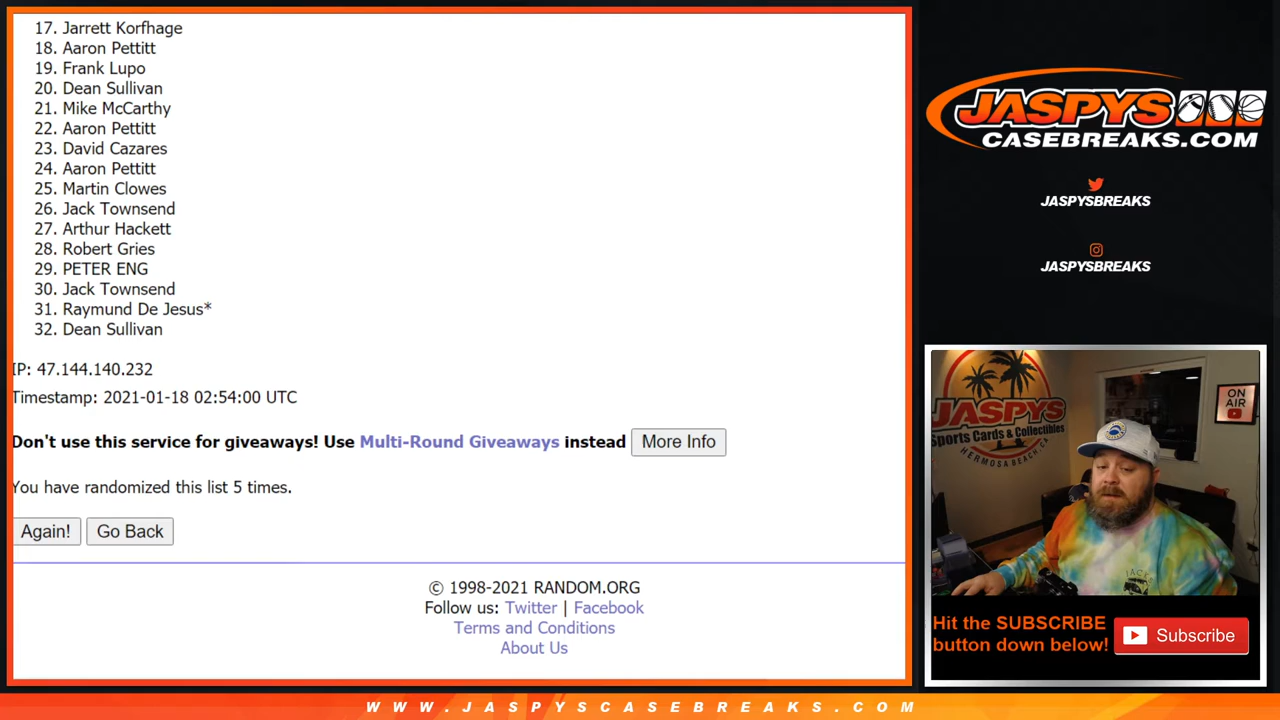 17. Jarrett Korfhage
18. Aaron Pettitt
19. Frank Lupo
20. Dean Sullivan
21. Mike McCarthy
22. Aaron Pettitt
23. David Cazares
24. Aaron Pettitt
25. Martin Clowes
26. Jack Townsend
27. Arthur Hackett
28. Robert Gries
29. PETER ENG
30. Jack Townsend
31. Raymund De Jesus*
32. Dean Sullivan
IP: 47.144.140.232
Timestamp: 2021-01-18 02:54:00 UTC
Don't use this service for giveaways! Use Multi-Round Giveaways instead More Info
You have randomized this list 5 times.
Again! Go Back
© 1998-2021 RANDOM.ORG
Follow us: Twitter | Facebook
Terms and Conditions
About Us
JASPYS
CASEBREAKS.COM
JASPYSBREAKS
JASPYSBREAKS
JASPYS
Sports Cards & Collectibles
HERMOSA BEACH, CA
ON
AIR
Hit the SUBSCRIBE
button down below!
Subscribe
WWW.JASPYSCASEBREAKS.COM